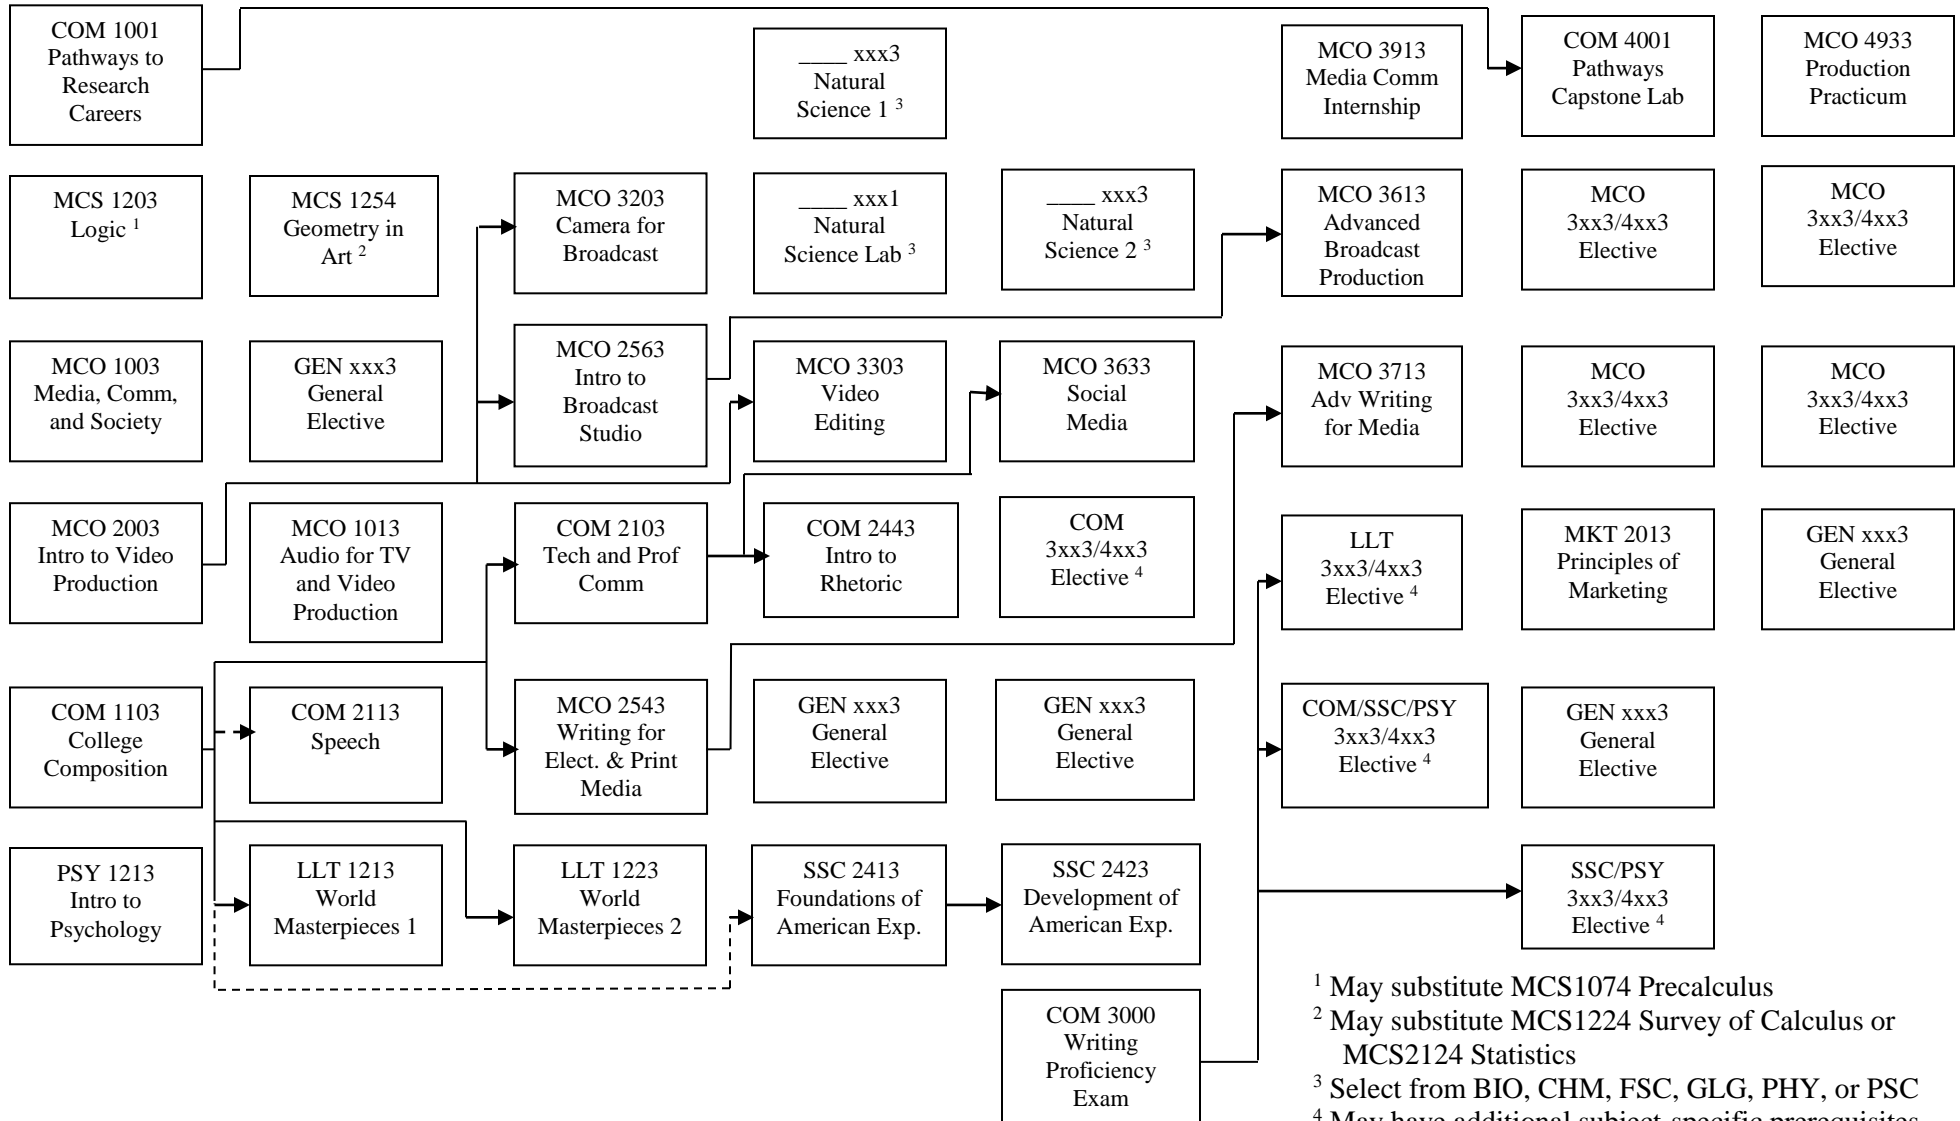 COM 1001
Pathways to
Research
Careers
____ xxx3
Natural
Science 1 ³
MCO 3913
Media Comm
Internship
COM 4001
Pathways
Capstone Lab
MCO 4933
Production
Practicum
MCS 1203
Logic ¹
MCS 1254
Geometry in
Art ²
MCO 3203
Camera for
Broadcast
____ xxx1
Natural
Science Lab ³
____ xxx3
Natural
Science 2 ³
MCO 3613
Advanced
Broadcast
Production
MCO
3xx3/4xx3
Elective
MCO
3xx3/4xx3
Elective
MCO 1003
Media, Comm,
and Society
GEN xxx3
General
Elective
MCO 2563
Intro to
Broadcast
Studio
MCO 3303
Video
Editing
MCO 3633
Social
Media
MCO 3713
Adv Writing
for Media
MCO
3xx3/4xx3
Elective
MCO
3xx3/4xx3
Elective
MCO 2003
Intro to Video
Production
MCO 1013
Audio for TV
and Video
Production
COM 2103
Tech and Prof
Comm
COM 2443
Intro to
Rhetoric
COM
3xx3/4xx3
Elective ⁴
LLT
3xx3/4xx3
Elective ⁴
MKT 2013
Principles of
Marketing
GEN xxx3
General
Elective
COM 1103
College
Composition
COM 2113
Speech
MCO 2543
Writing for
Elect. & Print
Media
GEN xxx3
General
Elective
GEN xxx3
General
Elective
COM/SSC/PSY
3xx3/4xx3
Elective ⁴
GEN xxx3
General
Elective
PSY 1213
Intro to
Psychology
LLT 1213
World
Masterpieces 1
LLT 1223
World
Masterpieces 2
SSC 2413
Foundations of
American Exp.
SSC 2423
Development of
American Exp.
SSC/PSY
3xx3/4xx3
Elective ⁴
COM 3000
Writing
Proficiency
Exam
¹ May substitute MCS1074 Precalculus
² May substitute MCS1224 Survey of Calculus or
MCS2124 Statistics
³ Select from BIO, CHM, FSC, GLG, PHY, or PSC
⁴ May have additional subject-specific prerequisites